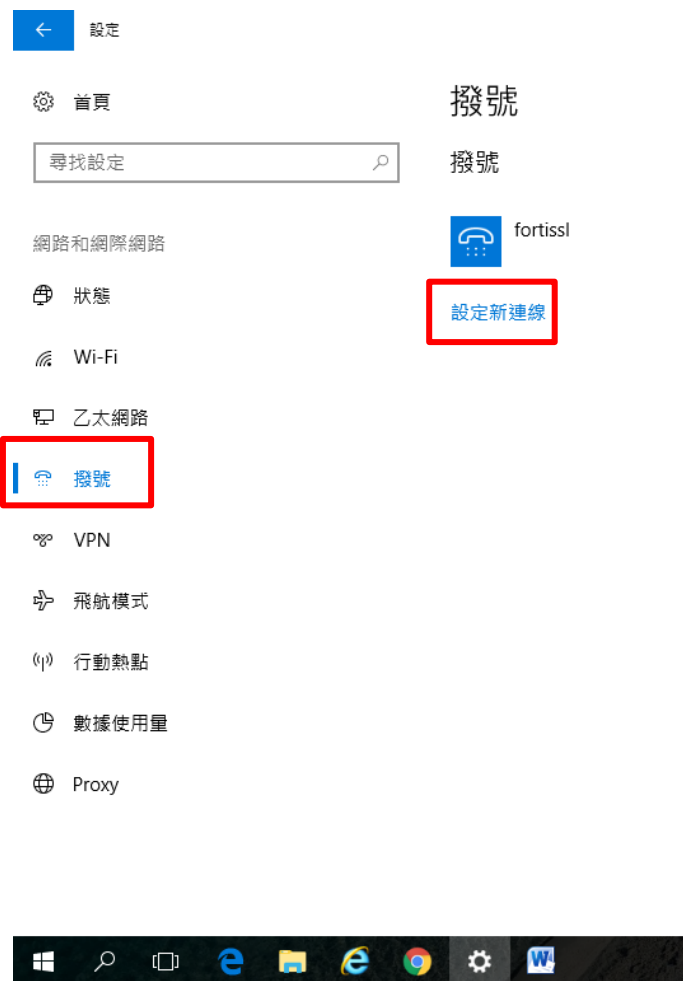 設定
首頁
尋找設定
網路和網際網路
狀態
Wi-Fi
乙太網路
撥號
VPN
飛航模式
行動熱點
數據使用量
Proxy
撥號
撥號
fortissl
設定新連線